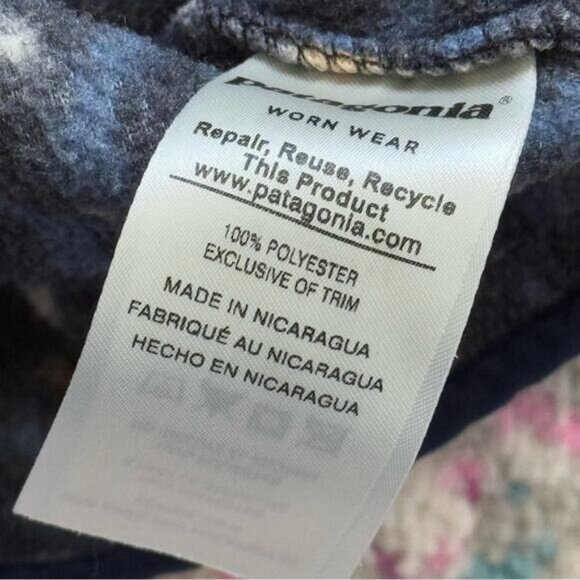 patagonia®
WORN WEAR
Repair, Reuse, Recycle
This Product
www.patagonia.com
100% POLYESTER
EXCLUSIVE OF TRIM
MADE IN NICARAGUA
FABRIQUÉ AU NICARAGUA
HECHO EN NICARAGUA